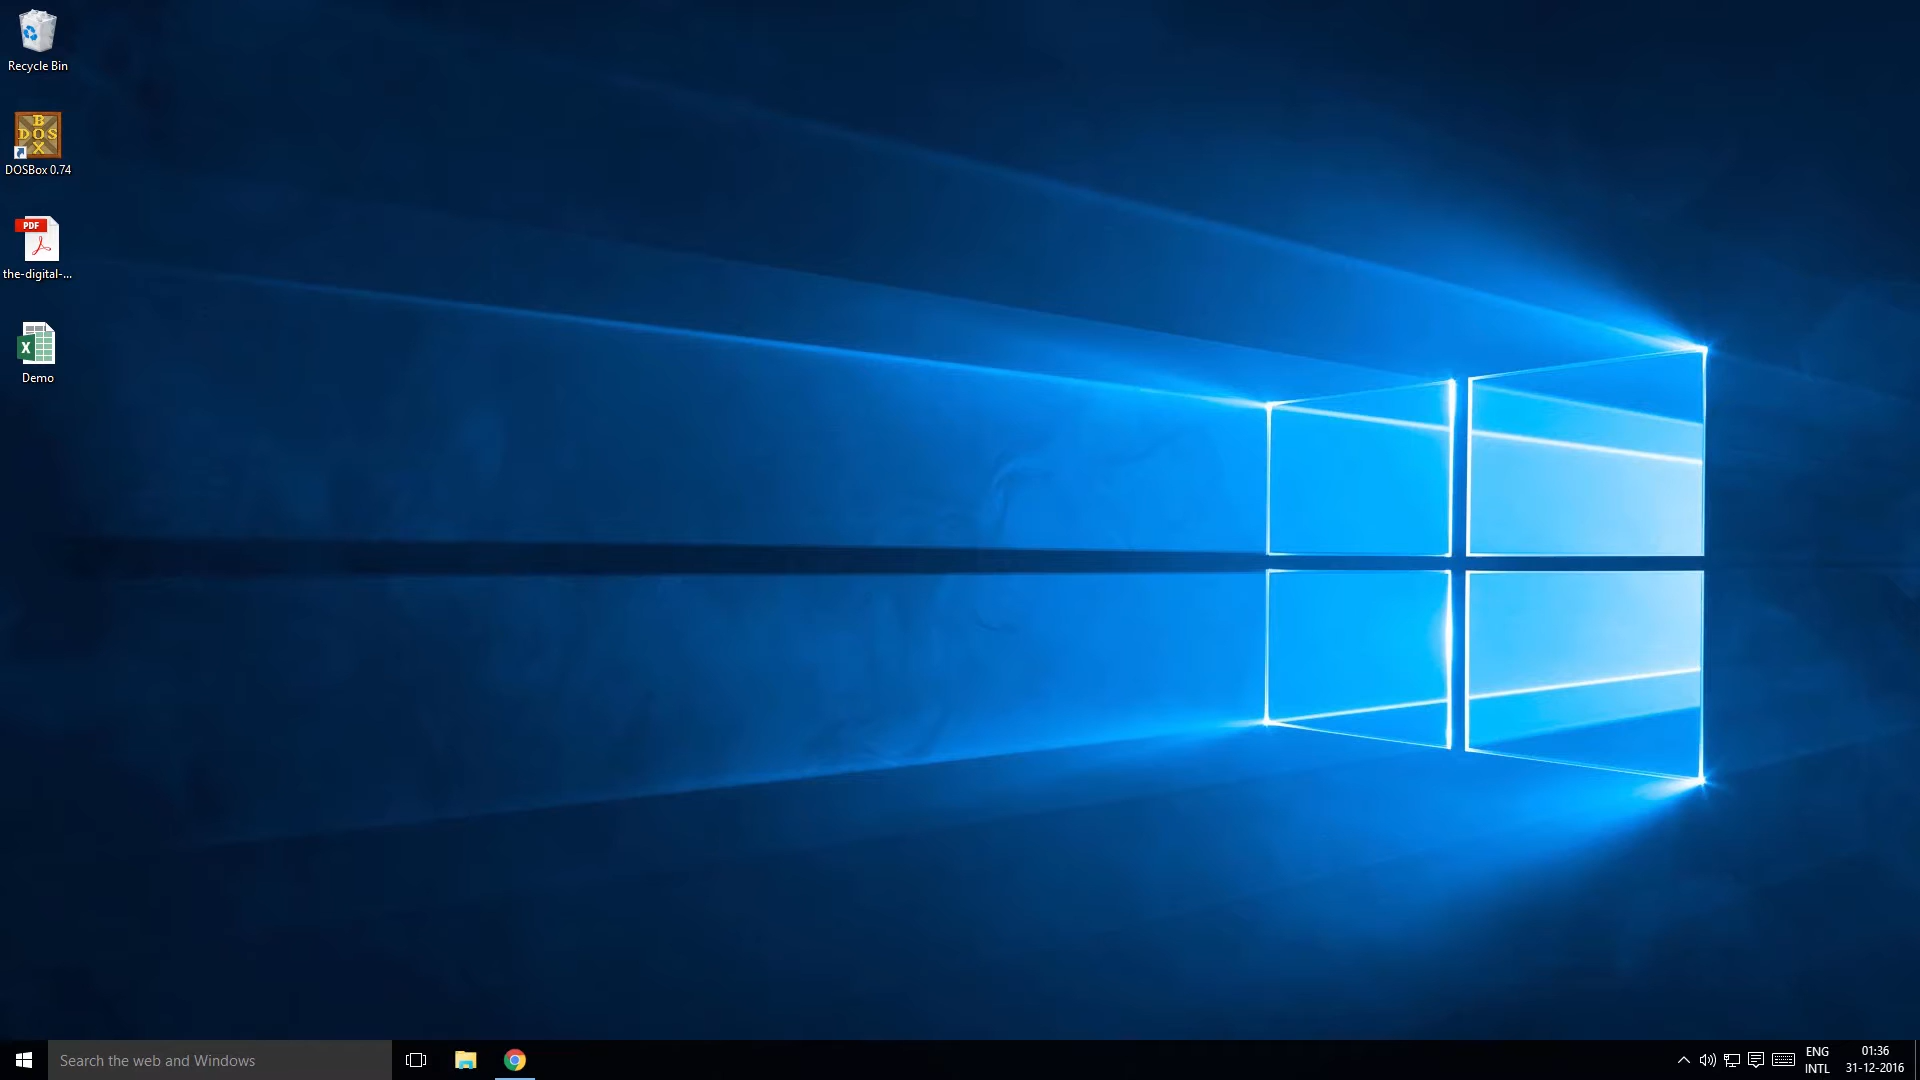 Recycle Bin
B
DOS
X
DOSBox 0.74
PDF
the-digital-...
X
Demo
Search the web and Windows
ENG
INTL
01:36
31-12-2016